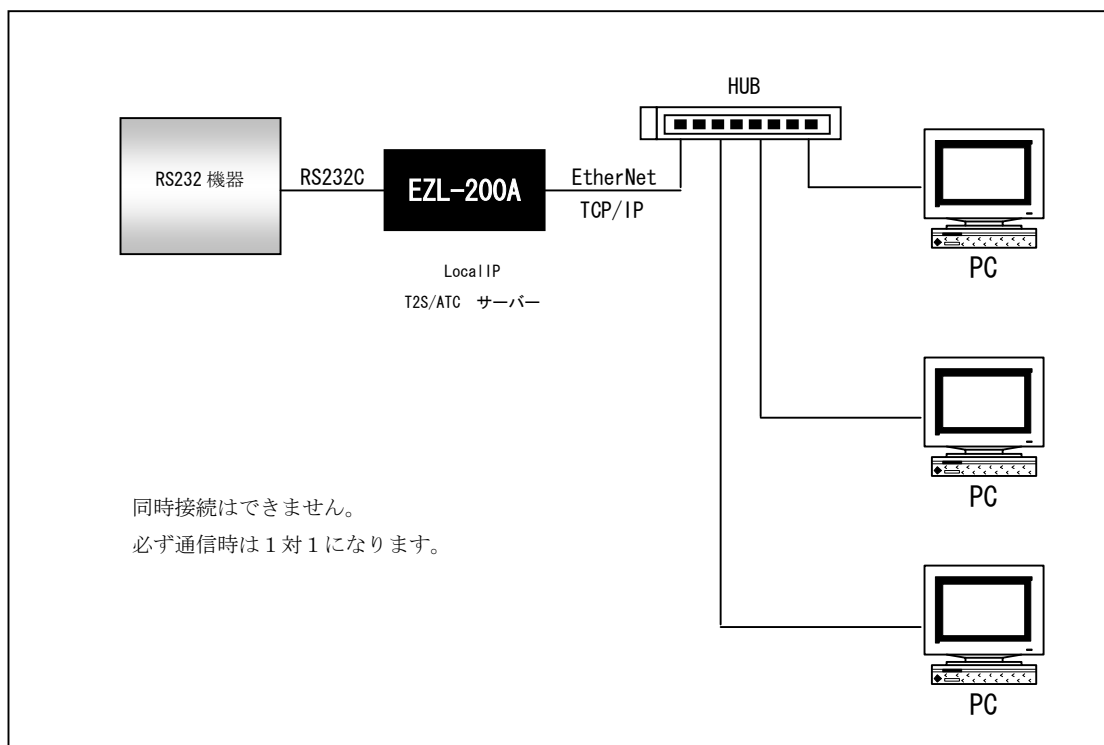 HUB
RS232 機器
RS232C
EZL-200A
EtherNet
TCP/IP
LocalIP
T2S/ATC　サーバー
PC
PC
PC
同時接続はできません。
必ず通信時は１対１になります。